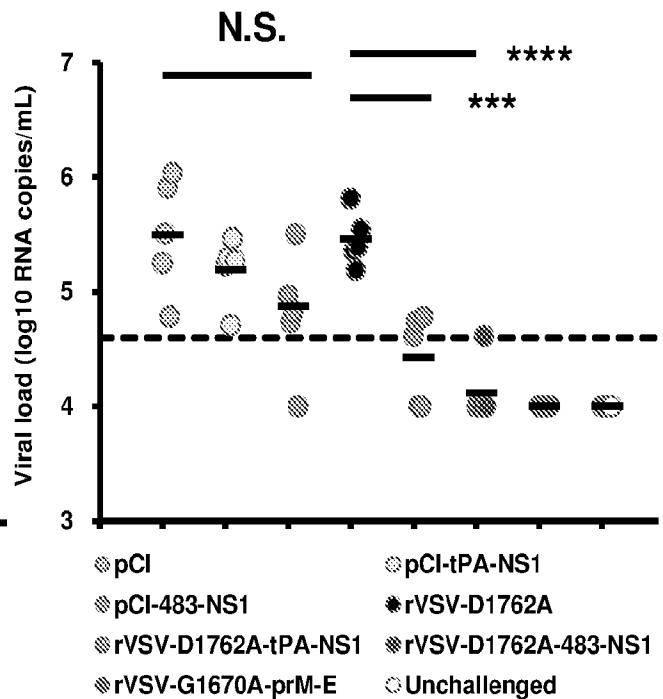 N.S.
****
***
7
6
5
4
3
Viral load (log10 RNA copies/mL)
pCI
pCI-tPA-NS1
pCI-483-NS1
rVSV-D1762A
rVSV-D1762A-tPA-NS1
rVSV-D1762A-483-NS1
rVSV-G1670A-prM-E
Unchallenged